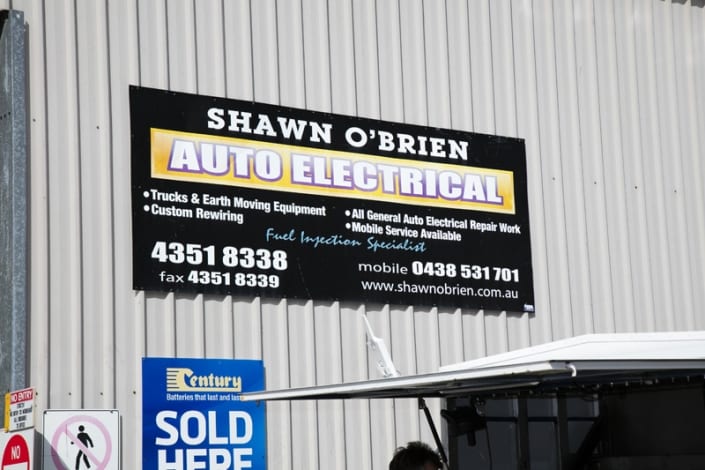 SHAWN O'BRIEN
AUTO ELECTRICAL
•Trucks & Earth Moving Equipment
•Custom Rewiring
•All General Auto Electrical Repair Work
•Mobile Service Available
Fuel Injection Specialist
4351 8338
fax 4351 8339
mobile 0438 531 701
www.shawnobrien.com.au
Century
Batteries that last and last
SOLD
HERE
NO ENTRY
NO